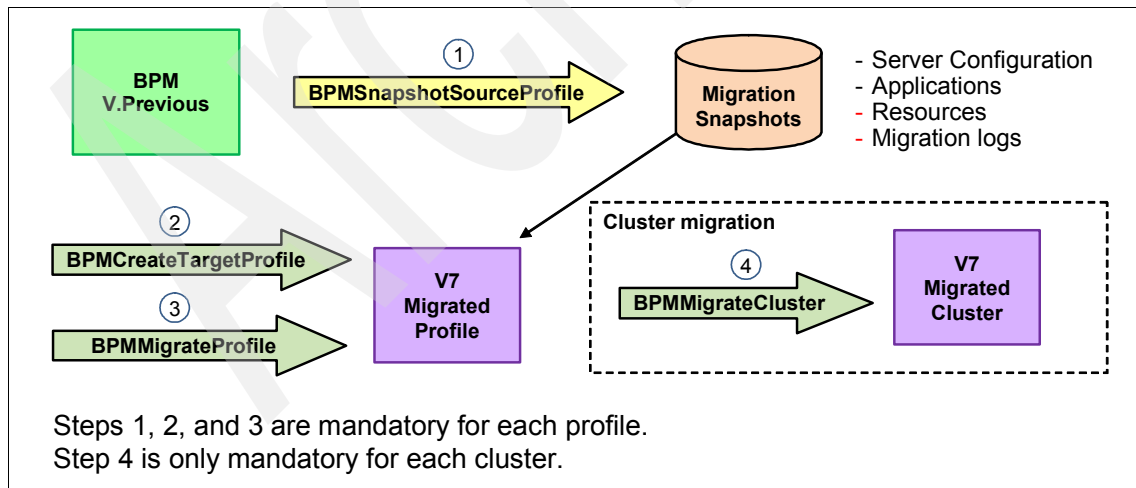 1
BPM
V.Previous
BPMSnapshotSourceProfile
Migration
Snapshots
- Server Configuration
- Applications
- Resources
- Migration logs
2
BPMCreateTargetProfile
3
BPMMigrateProfile
V7
Migrated
Profile
Cluster migration
4
BPMMigrateCluster
V7
Migrated
Cluster
Steps 1, 2, and 3 are mandatory for each profile.
Step 4 is only mandatory for each cluster.